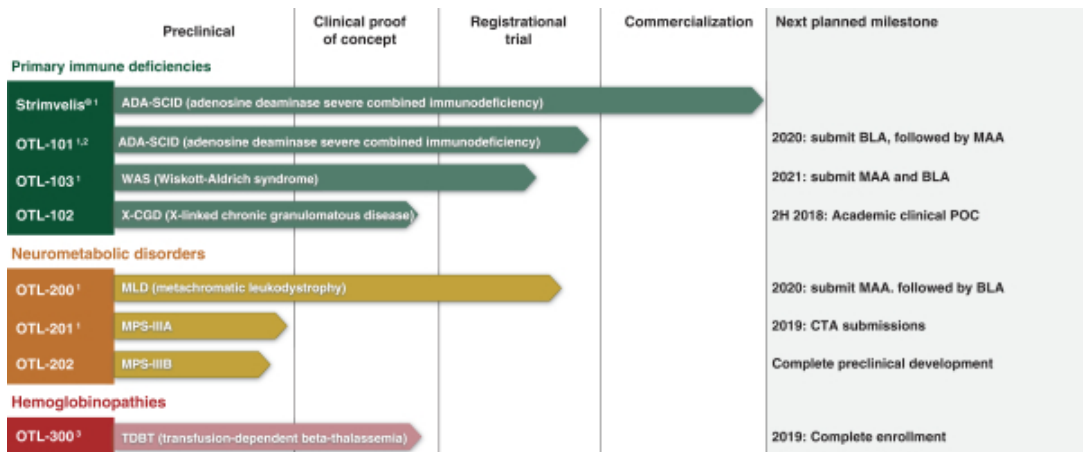 Preclinical
Clinical proof
of concept
Registrational
trial
Commercialization
Next planned milestone
Primary immune deficiencies
Strimvelis® 1 ADA-SCID (adenosine deaminase severe combined immunodeficiency)
OTL-101 1,2 ADA-SCID (adenosine deaminase severe combined immunodeficiency) 2020: submit BLA, followed by MAA
OTL-103 1 WAS (Wiskott-Aldrich syndrome) 2021: submit MAA and BLA
OTL-102 X-CGD (X-linked chronic granulomatous disease) 2H 2018: Academic clinical POC
Neurometabolic disorders
OTL-200 1 MLD (metachromatic leukodystrophy) 2020: submit MAA. followed by BLA
OTL-201 1 MPS-IIIA 2019: CTA submissions
OTL-202 MPS-IIIB Complete preclinical development
Hemoglobinopathies
OTL-300 3 TDBT (transfusion-dependent beta-thalassemia) 2019: Complete enrollment